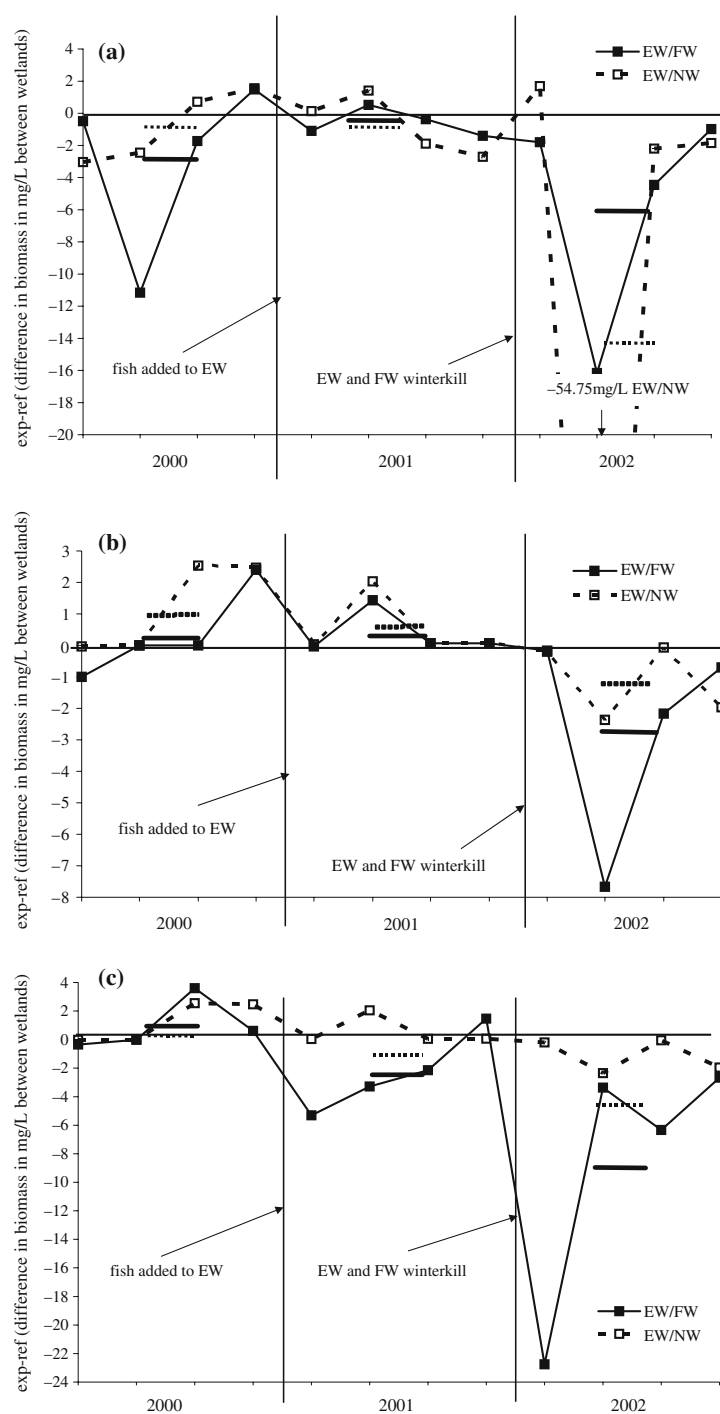 (a)
EW/FW
EW/NW
exp-ref (difference in biomass in mg/L between wetlands)
4
2
0
−2
−4
−6
−8
−10
−12
−14
−16
−18
−20
fish added to EW
EW and FW winterkill
−54.75mg/L EW/NW
2000
2001
2002
(b)
EW/FW
EW/NW
exp-ref (difference in biomass in mg/L between wetlands)
3
2
1
0
−1
−2
−3
−4
−5
−6
−7
−8
fish added to EW
EW and FW winterkill
2000
2001
2002
(c)
exp-ref (difference in biomass in mg/L between wetlands)
4
2
0
−2
−4
−6
−8
−10
−12
−14
−16
−18
−20
−22
−24
fish added to EW
EW and FW winterkill
EW/FW
EW/NW
2000
2001
2002